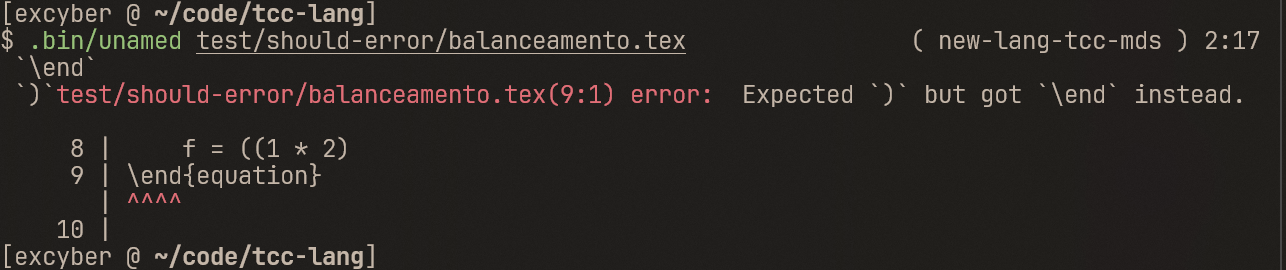 [excyber @ ~/code/tcc-lang]
$ .bin/unamed test/should-error/balanceamento.tex ( new-lang-tcc-mds ) 2:17
`\end`
`)`test/should-error/balanceamento.tex(9:1) error:  Expected `)` but got `\end` instead.
8 |    f = ((1 * 2)
9 | \end{equation}
| ^^^^
10 |
[excyber @ ~/code/tcc-lang]